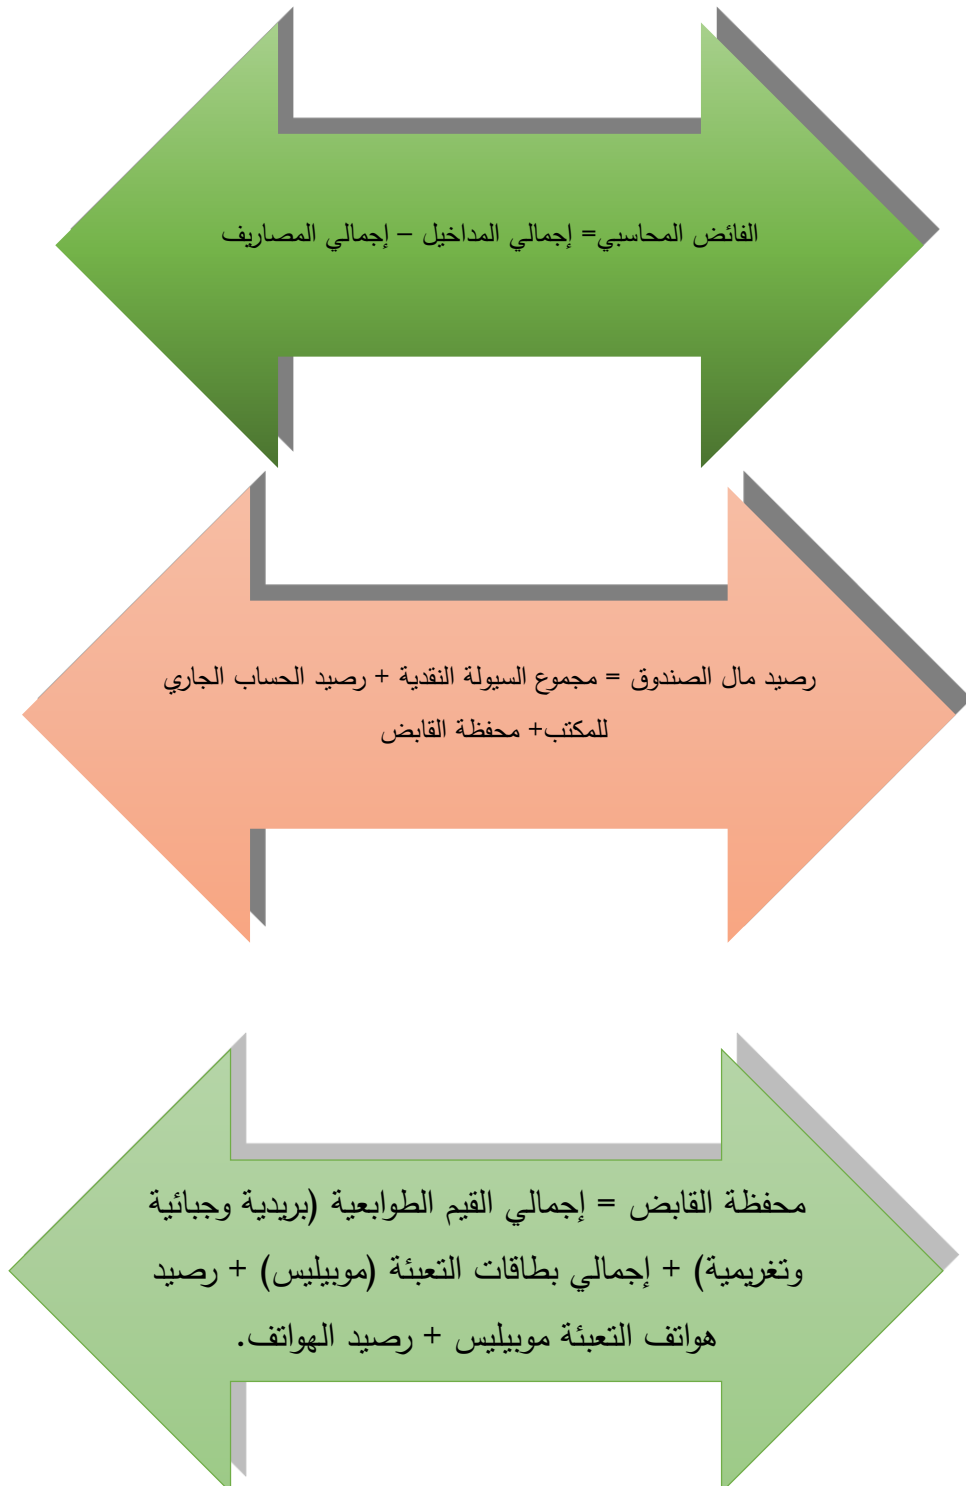 الفائض المحاسبي= إجمالي المداخيل – إجمالي المصاريف
رصيد مال الصندوق = مجموع السيولة النقدية + رصيد الحساب الجاري
للمكتب+ محفظة القابض
محفظة القابض = إجمالي القيم الطوابعية (بريدية وجبائية
وتغريمية) + إجمالي بطاقات التعبئة (موبيليس) + رصيد
هواتف التعبئة موبيليس + رصيد الهواتف.